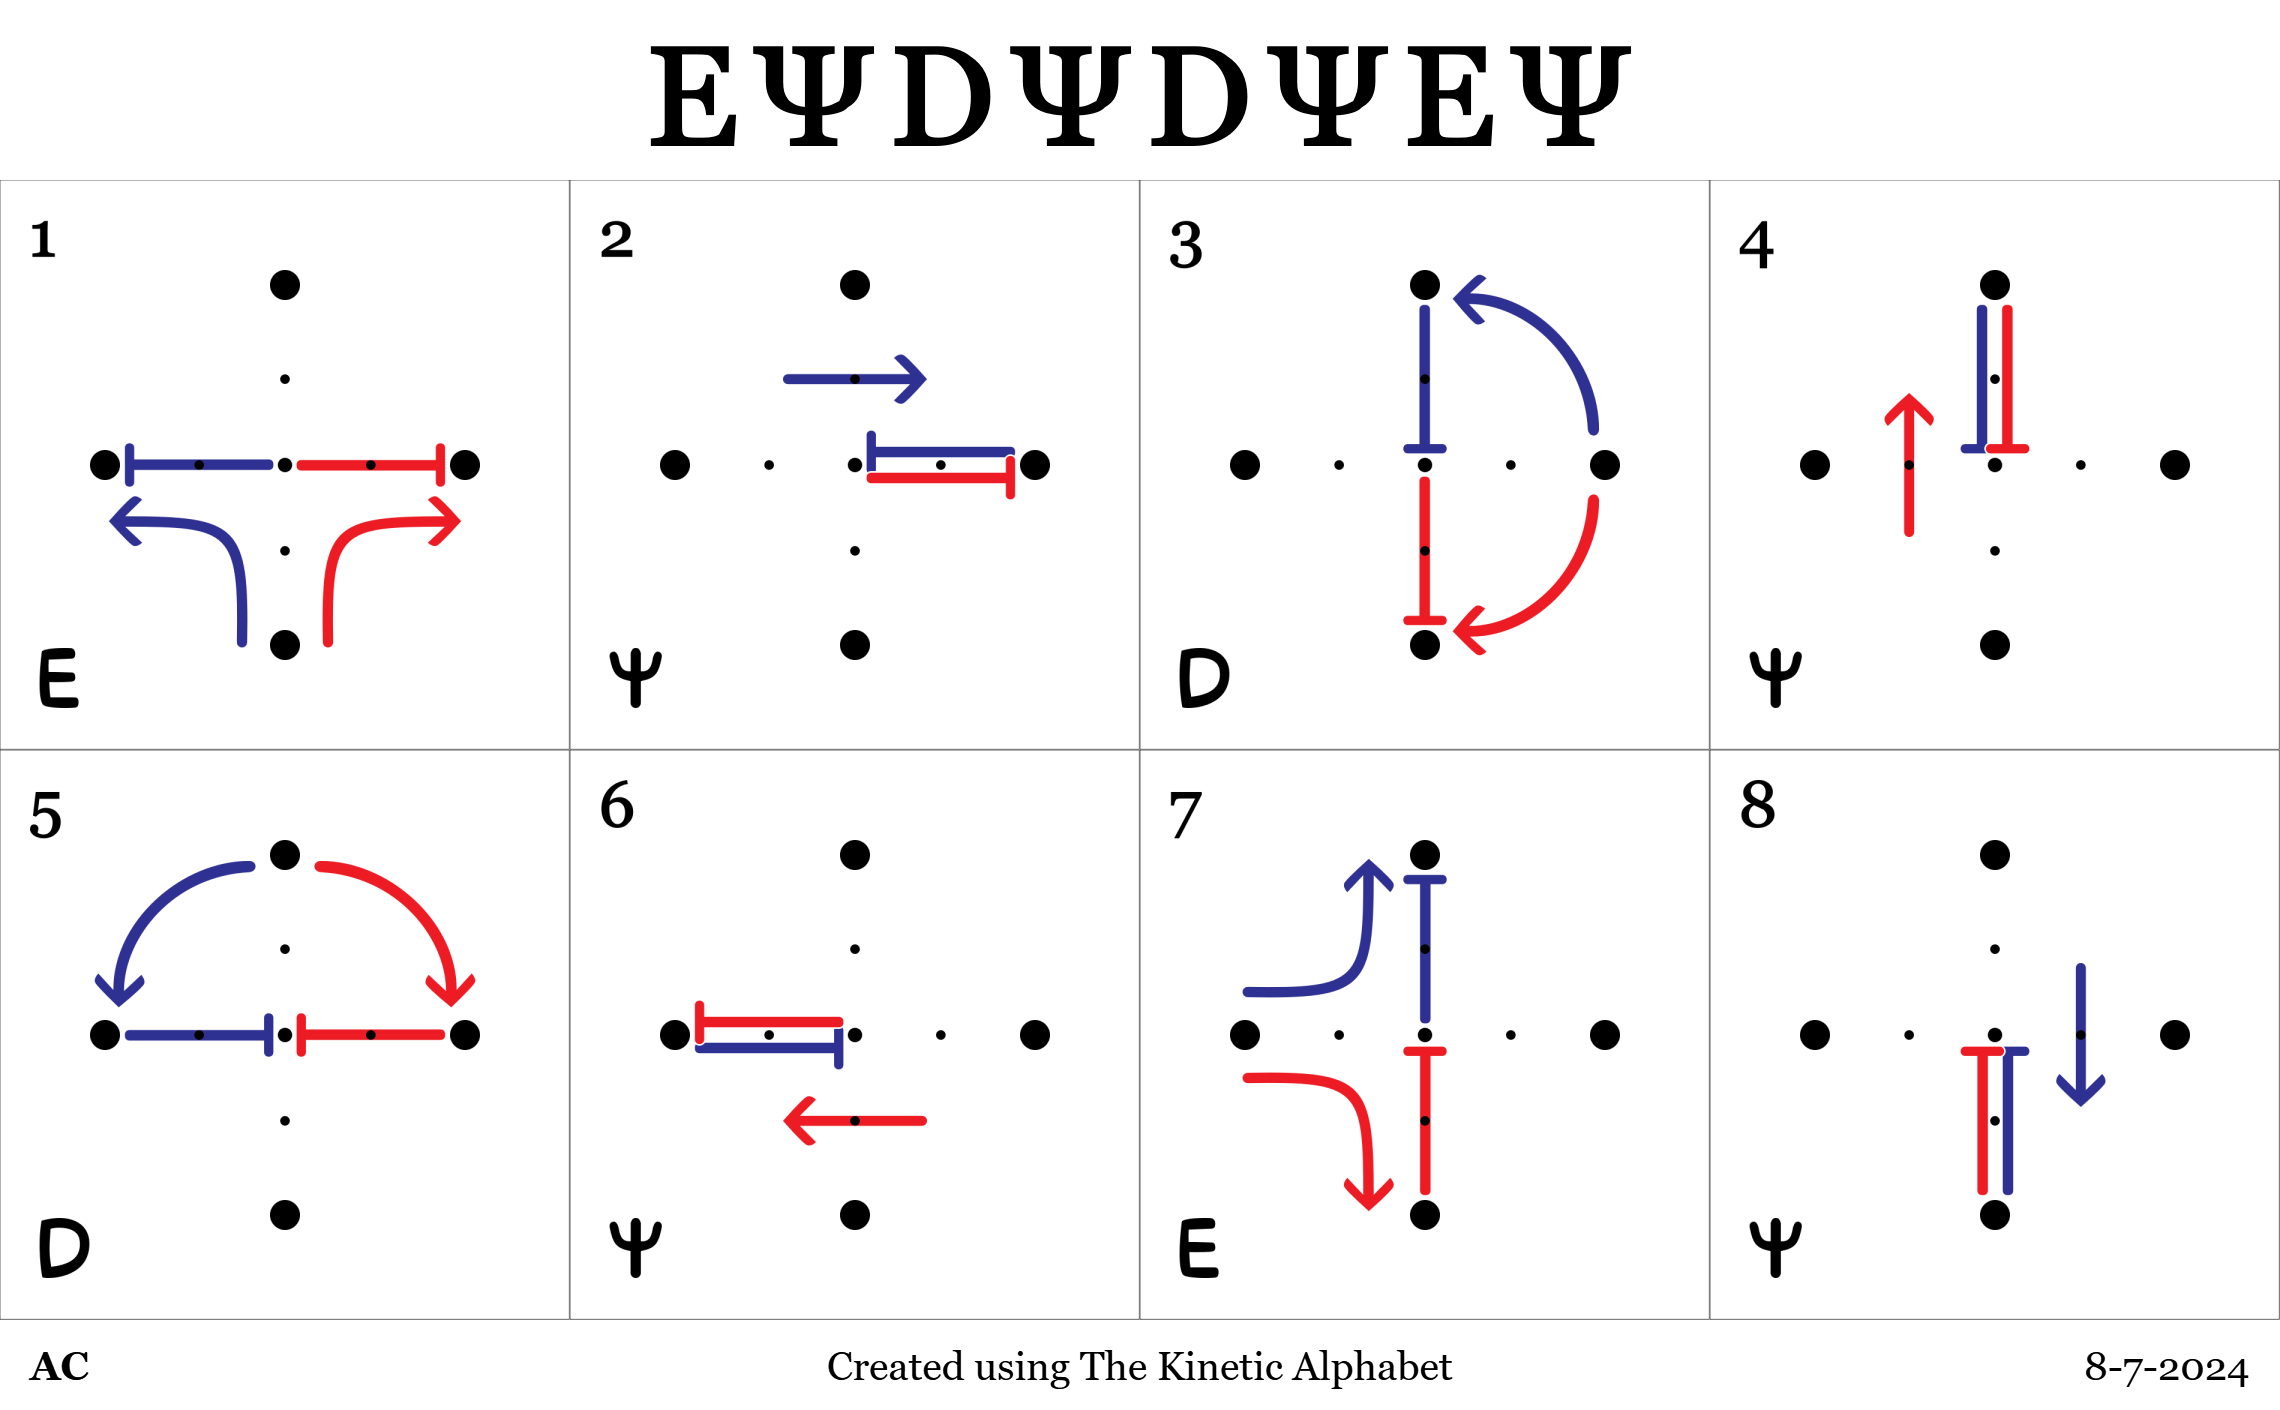 EΨDΨDΨEΨ
1 2 3 4
E Ψ D Ψ
5 6 7 8
D Ψ E Ψ
AC Created using The Kinetic Alphabet 8-7-2024